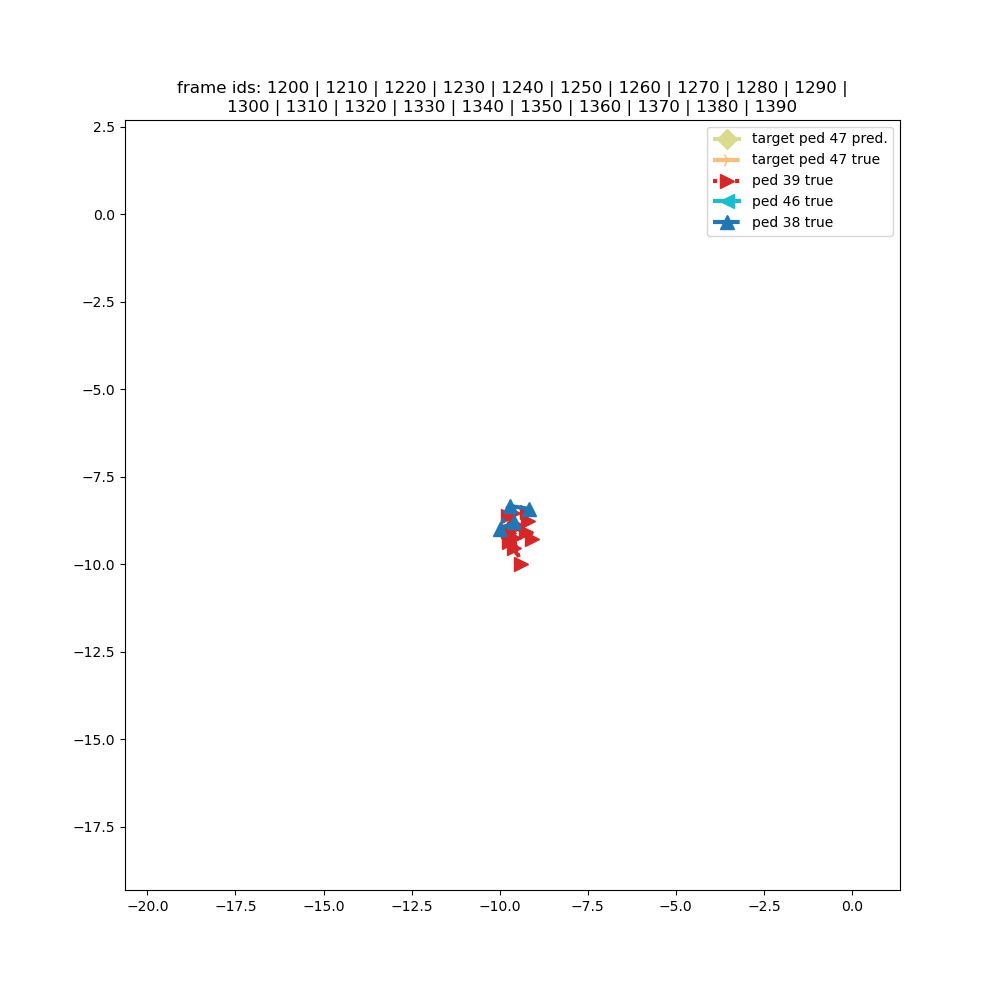 frame ids: 1200 | 1210 | 1220 | 1230 | 1240 | 1250 | 1260 | 1270 | 1280 | 1290 |
1300 | 1310 | 1320 | 1330 | 1340 | 1350 | 1360 | 1370 | 1380 | 1390
target ped 47 pred.
target ped 47 true
ped 39 true
ped 46 true
ped 38 true
2.5
0.0
−2.5
−5.0
−7.5
−10.0
−12.5
−15.0
−17.5
−20.0 −17.5 −15.0 −12.5 −10.0 −7.5 −5.0 −2.5 0.0